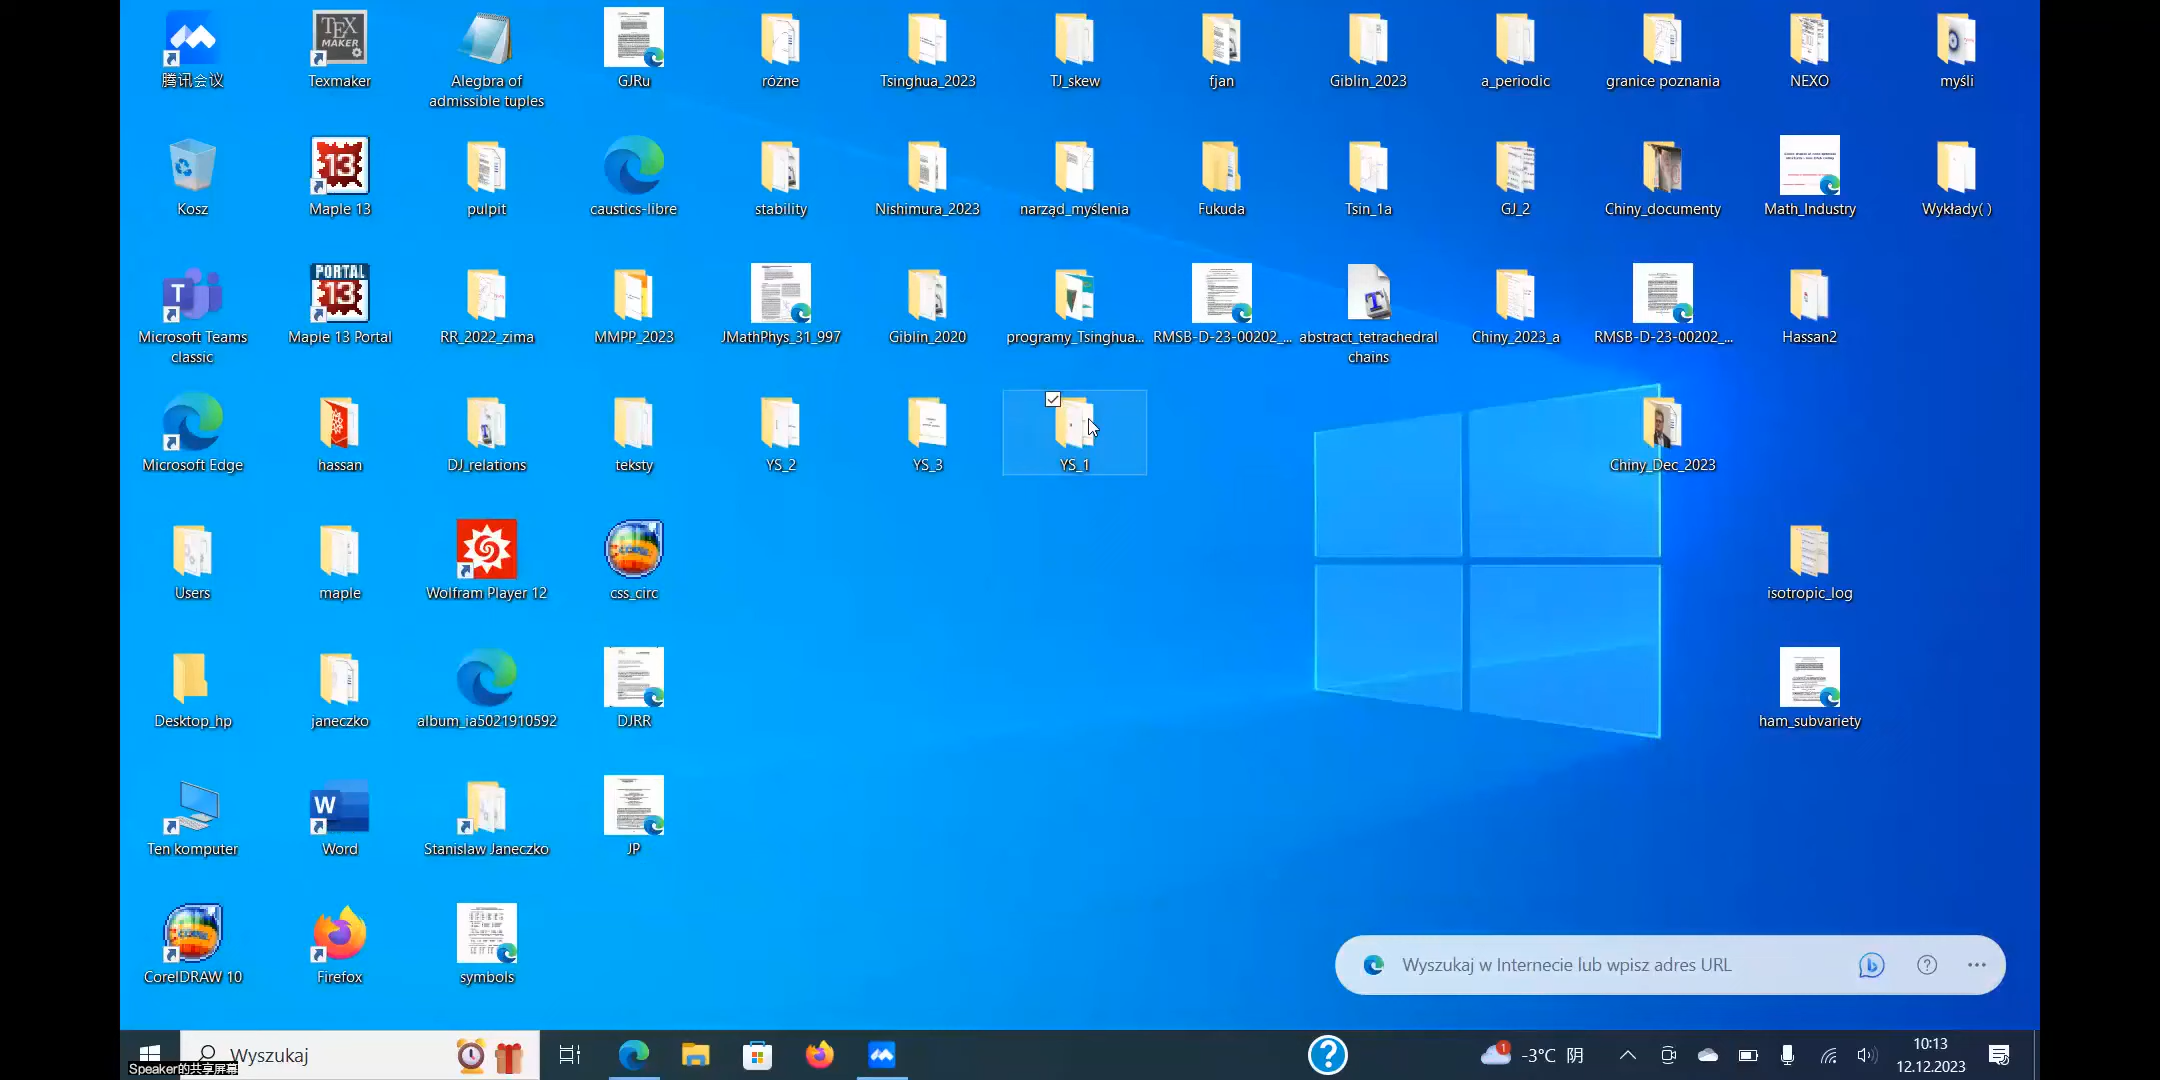 腾讯会议
Texmaker
Alegbra of
admissible tuples
GJRu
różne
Tsinghua_2023
TJ_skew
fjan
Giblin_2023
a_periodic
granice poznania
NEXO
myśli
Kosz
Maple 13
pulpit
caustics-libre
stability
Nishimura_2023
narząd_myślenia
Fukuda
Tsin_1a
GJ_2
Chiny_documenty
Math_Industry
Wykłady( )
Microsoft Teams
classic
Maple 13 Portal
RR_2022_zima
MMPP_2023
JMathPhys_31_997
Giblin_2020
programy_Tsinghua...
RMSB-D-23-00202_...
abstract_tetrachedral
chains
Chiny_2023_a
RMSB-D-23-00202_...
Hassan2
Microsoft Edge
hassan
DJ_relations
teksty
YS_2
YS_3
YS_1
Chiny_Dec_2023
Users
maple
Wolfram Player 12
css_circ
isotropic_log
Desktop_hp
janeczko
album_ia5021910592
DJRR
ham_subvariety
Ten komputer
Word
Stanislaw Janeczko
JP
CorelDRAW 10
Firefox
symbols
Wyszukaj w Internecie lub wpisz adres URL
Wyszukaj
Speaker的共享屏幕
-3°C 阴
10:13
12.12.2023